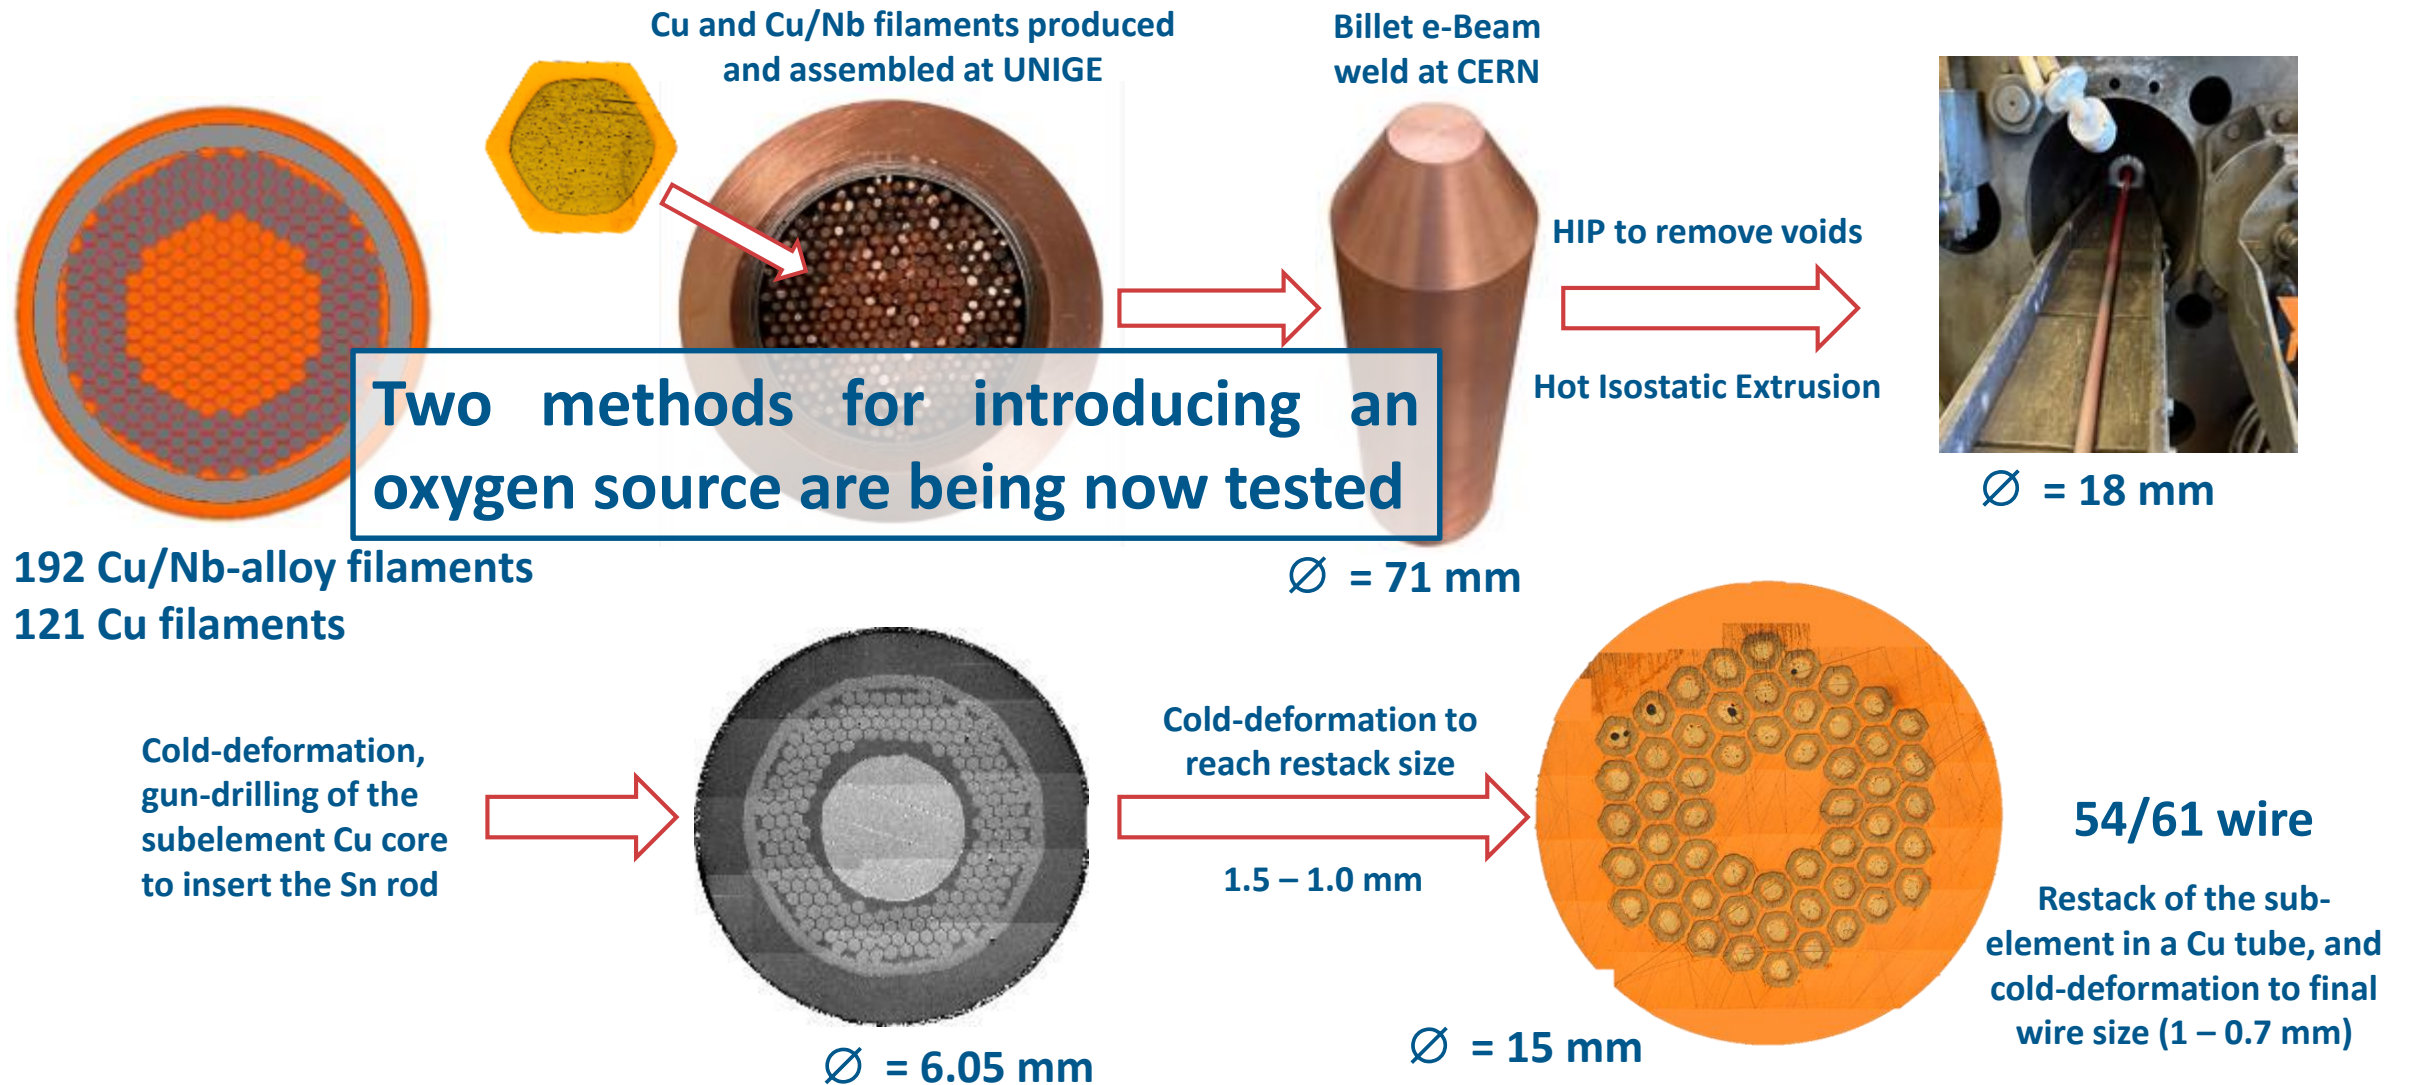 Cu and Cu/Nb filaments produced
and assembled at UNIGE
Billet e-Beam
weld at CERN
HIP to remove voids
Hot Isostatic Extrusion
∅ = 18 mm
Two methods for introducing an
oxygen source are being now tested
∅ = 71 mm
192 Cu/Nb-alloy filaments
121 Cu filaments
Cold-deformation,
gun-drilling of the
subelement Cu core
to insert the Sn rod
∅ = 6.05 mm
Cold-deformation to
reach restack size
1.5 – 1.0 mm
∅ = 15 mm
54/61 wire
Restack of the sub-
element in a Cu tube, and
cold-deformation to final
wire size (1 – 0.7 mm)